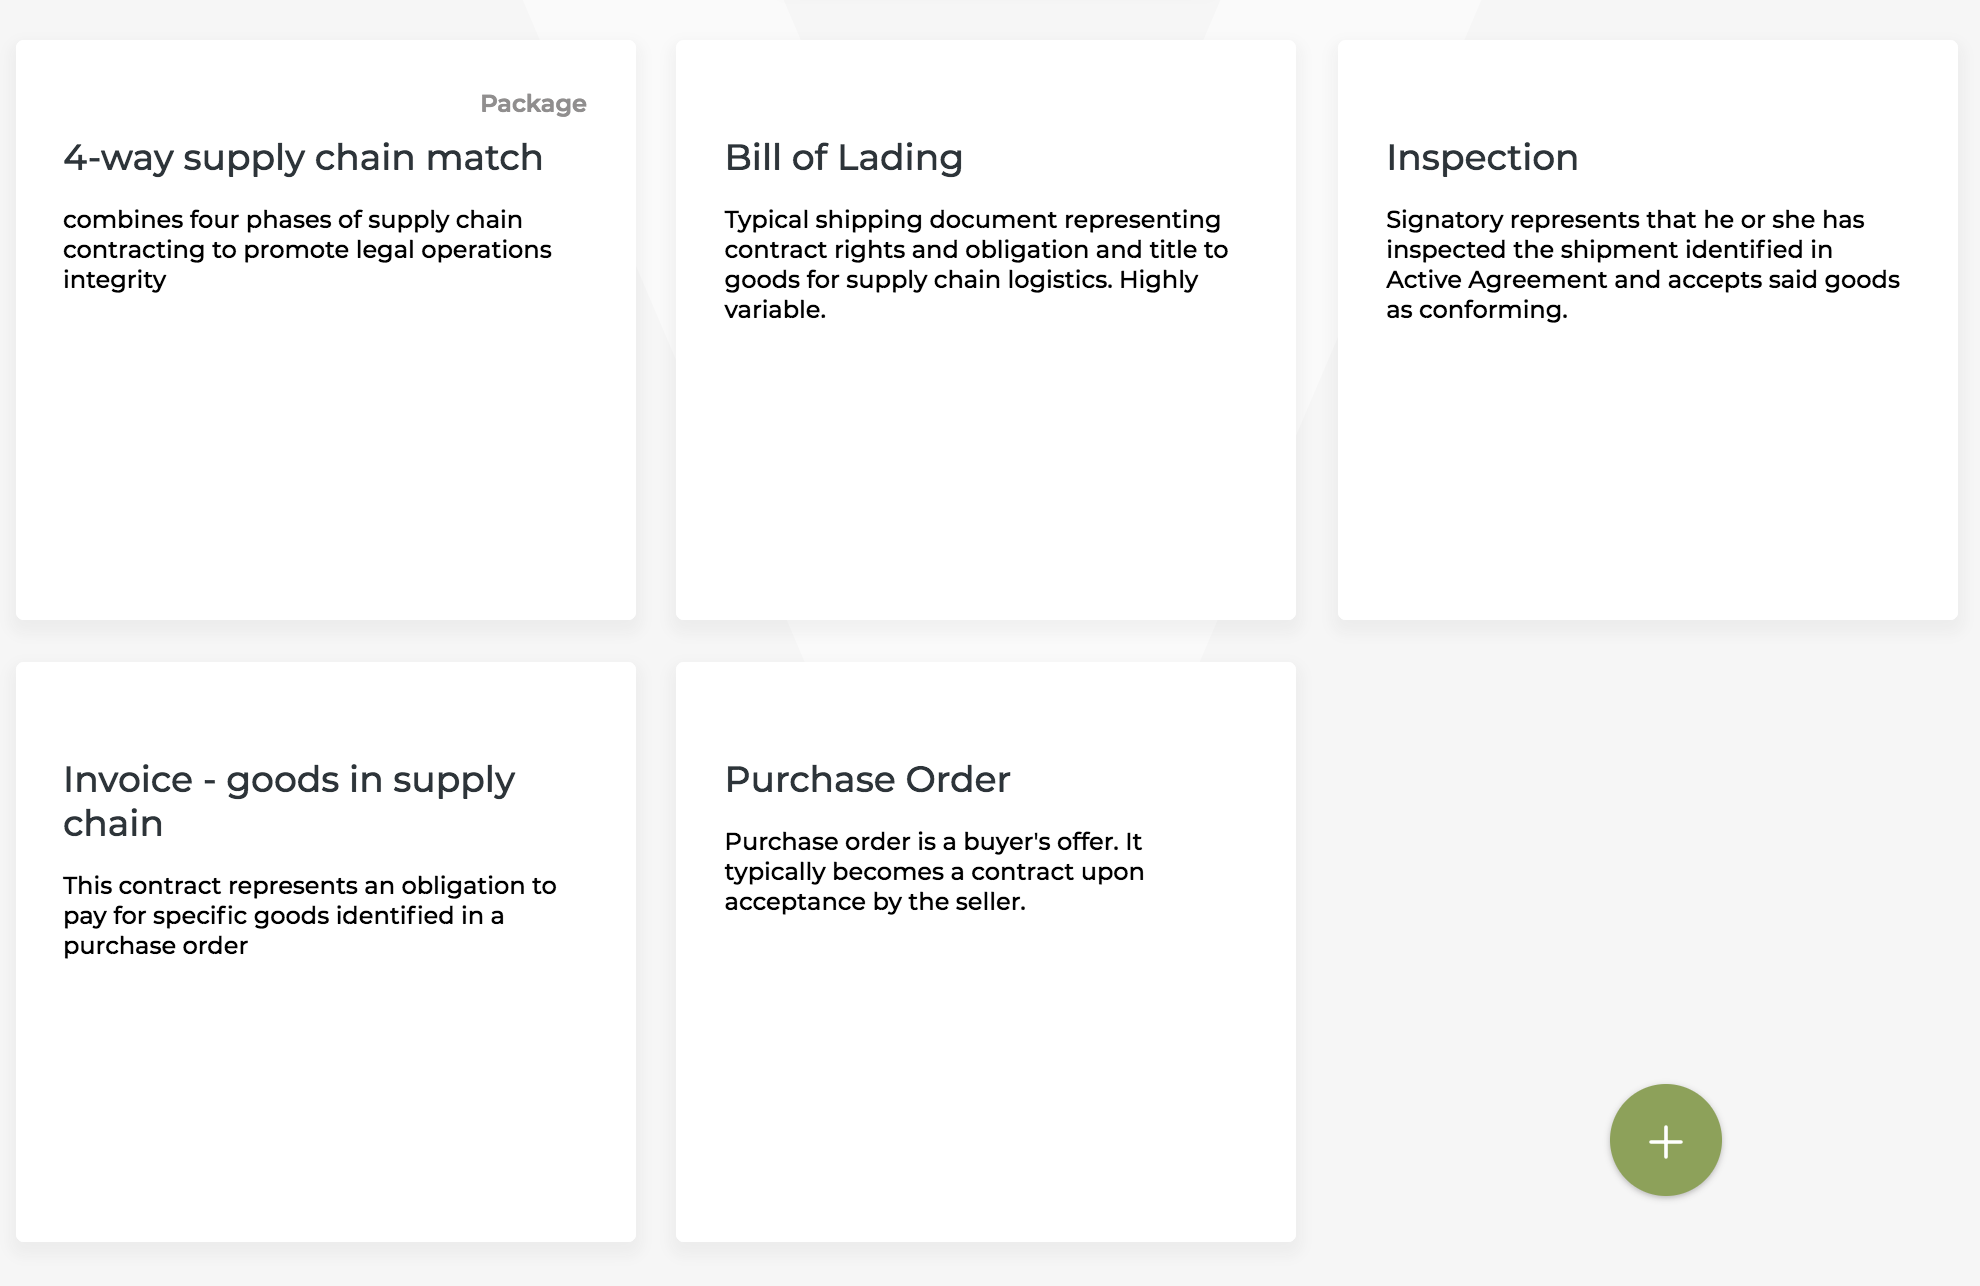 Package
4-way supply chain match
combines four phases of supply chain
contracting to promote legal operations
integrity
Bill of Lading
Typical shipping document representing
contract rights and obligation and title to
goods for supply chain logistics. Highly
variable.
Inspection
Signatory represents that he or she has
inspected the shipment identified in
Active Agreement and accepts said goods
as conforming.
Invoice - goods in supply
chain
This contract represents an obligation to
pay for specific goods identified in a
purchase order
Purchase Order
Purchase order is a buyer's offer. It
typically becomes a contract upon
acceptance by the seller.